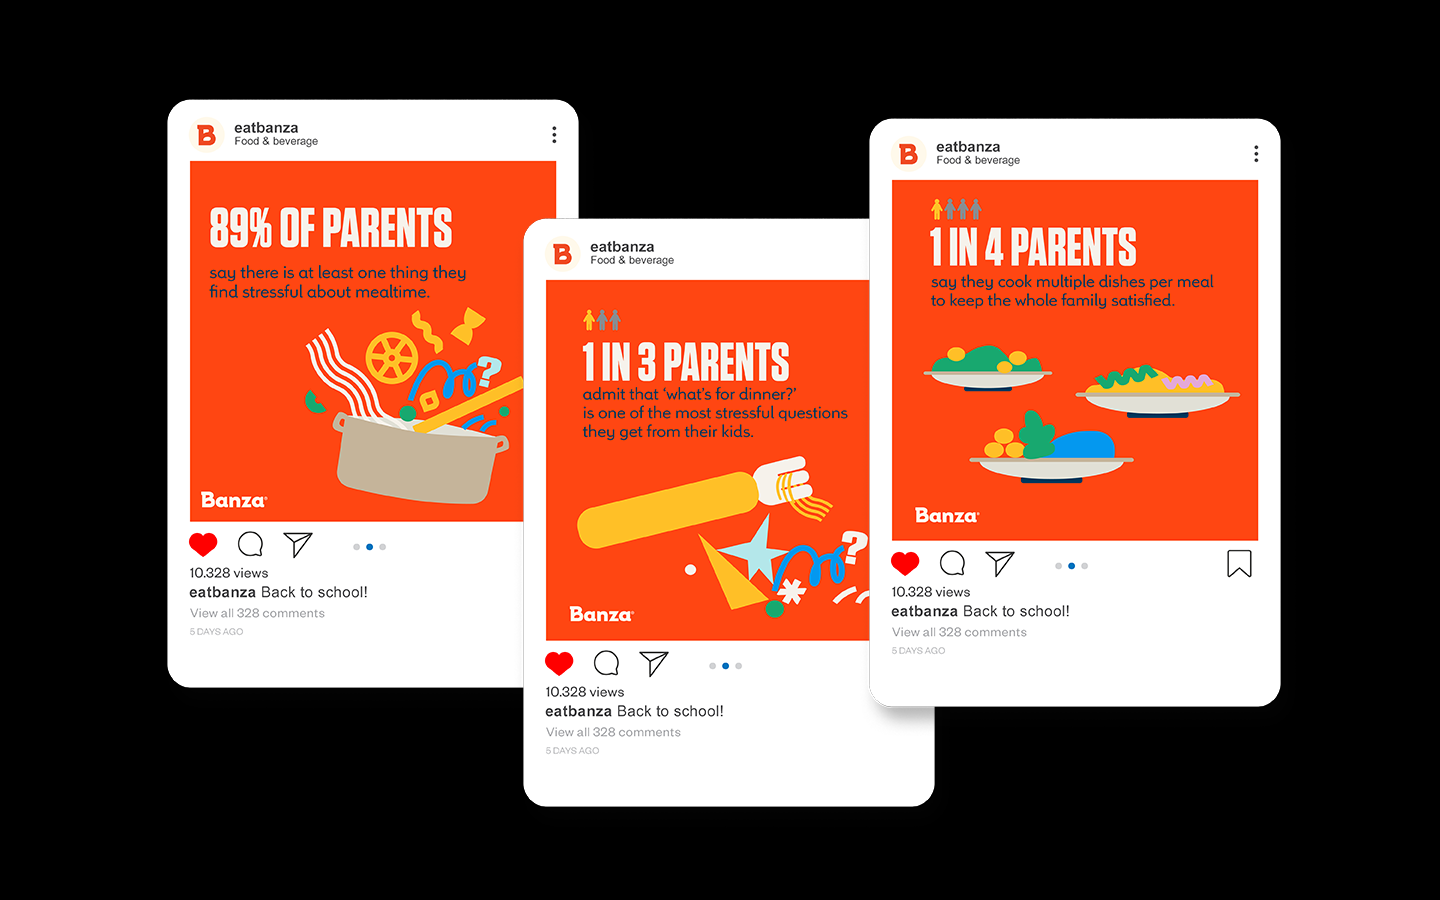 B
eatbanza
Food & beverage
89% OF PARENTS
say there is at least one thing they
find stressful about mealtime.
?
Banza®
10.328 views
eatbanza Back to school!
View all 328 comments
5 DAYS AGO
B
eatbanza
Food & beverage
1 IN 3 PARENTS
admit that ‘what’s for dinner?’
is one of the most stressful questions
they get from their kids.
?
Banza®
10.328 views
eatbanza Back to school!
View all 328 comments
5 DAYS AGO
B
eatbanza
Food & beverage
1 IN 4 PARENTS
say they cook multiple dishes per meal
to keep the whole family satisfied.
Banza®
10.328 views
eatbanza Back to school!
View all 328 comments
5 DAYS AGO